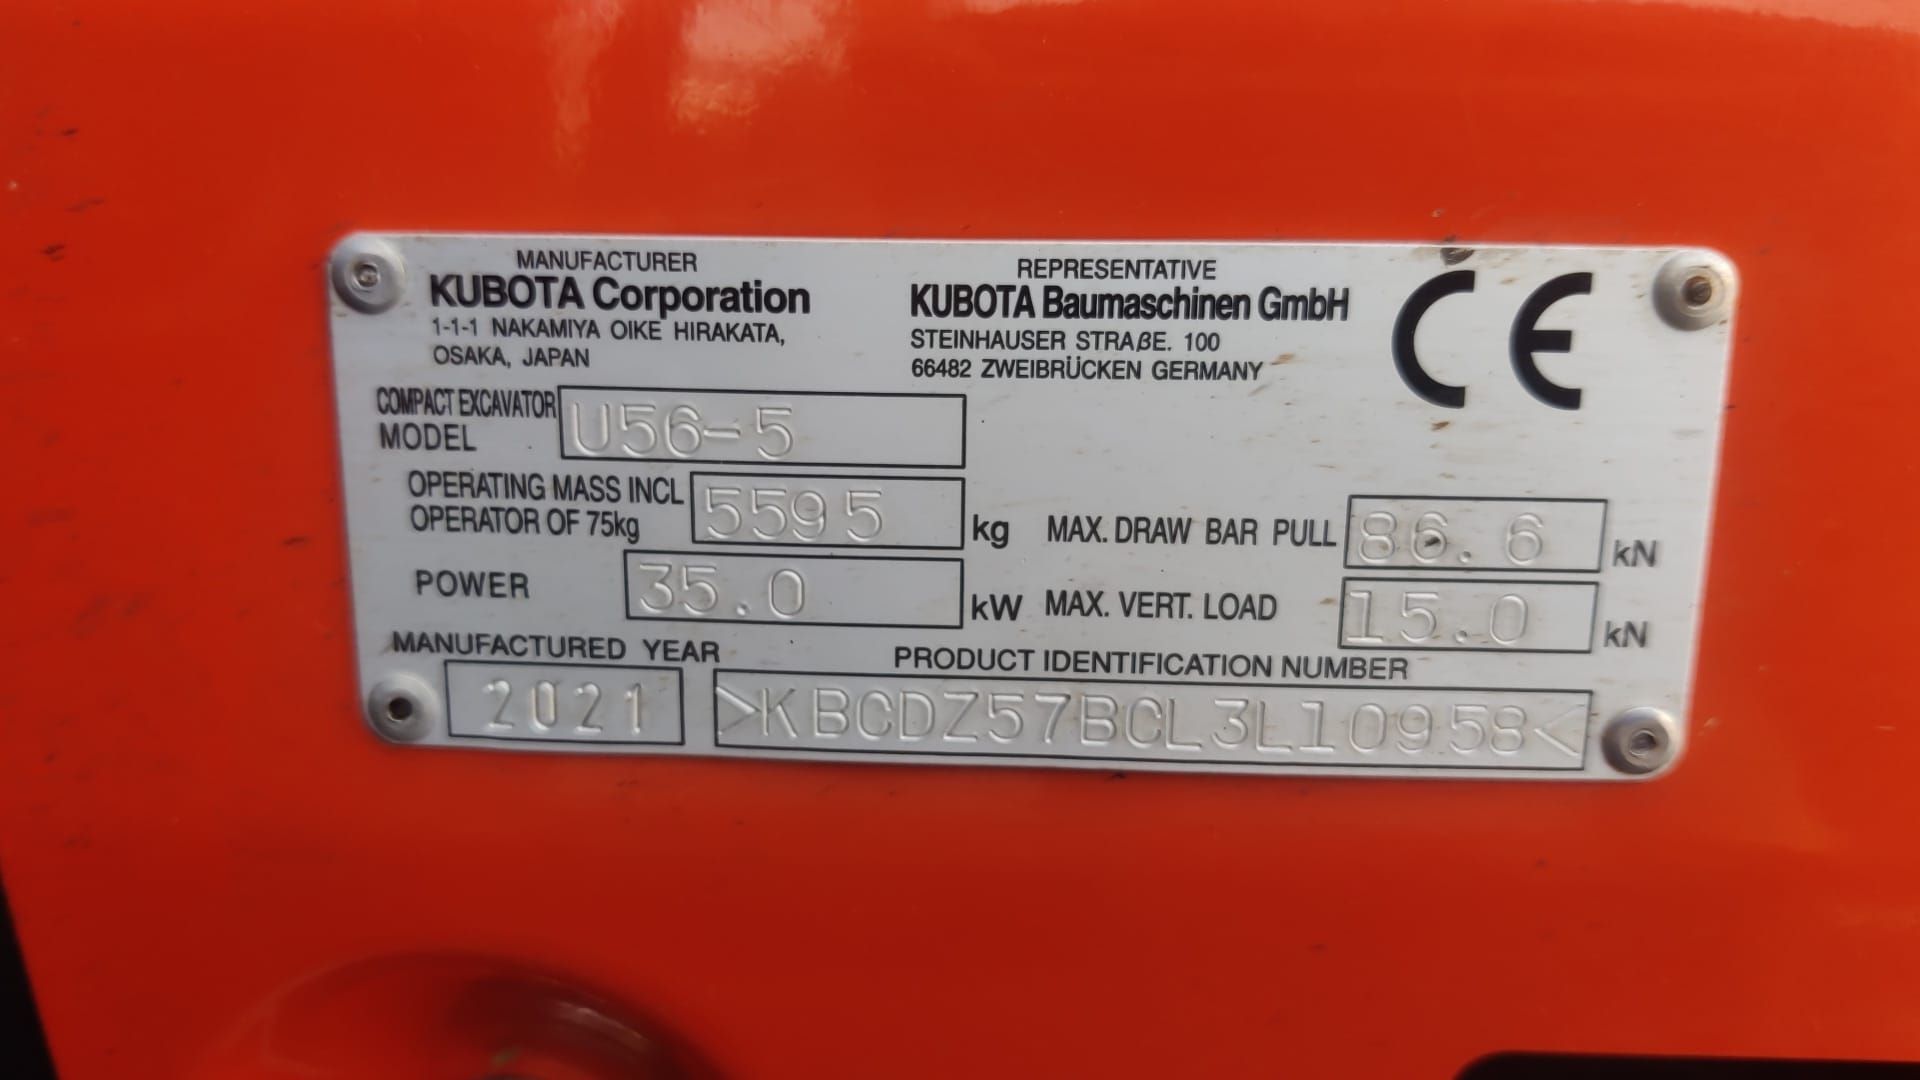 MANUFACTURER
KUBOTA Corporation
1-1-1 NAKAMIYA OIKE HIRAKATA,
OSAKA, JAPAN
REPRESENTATIVE
KUBOTA Baumaschinen GmbH
STEINHAUSER STRAßE. 100
66482 ZWEIBRÜCKEN GERMANY
CE
COMPACT EXCAVATOR
MODEL U56-5
OPERATING MASS INCL
OPERATOR OF 75kg 5595 kg
MAX. DRAW BAR PULL 86.6 kN
POWER 35.0 kW
MAX. VERT. LOAD 15.0 kN
MANUFACTURED YEAR
2021
PRODUCT IDENTIFICATION NUMBER
>KBCDZ57BCL3L10958<